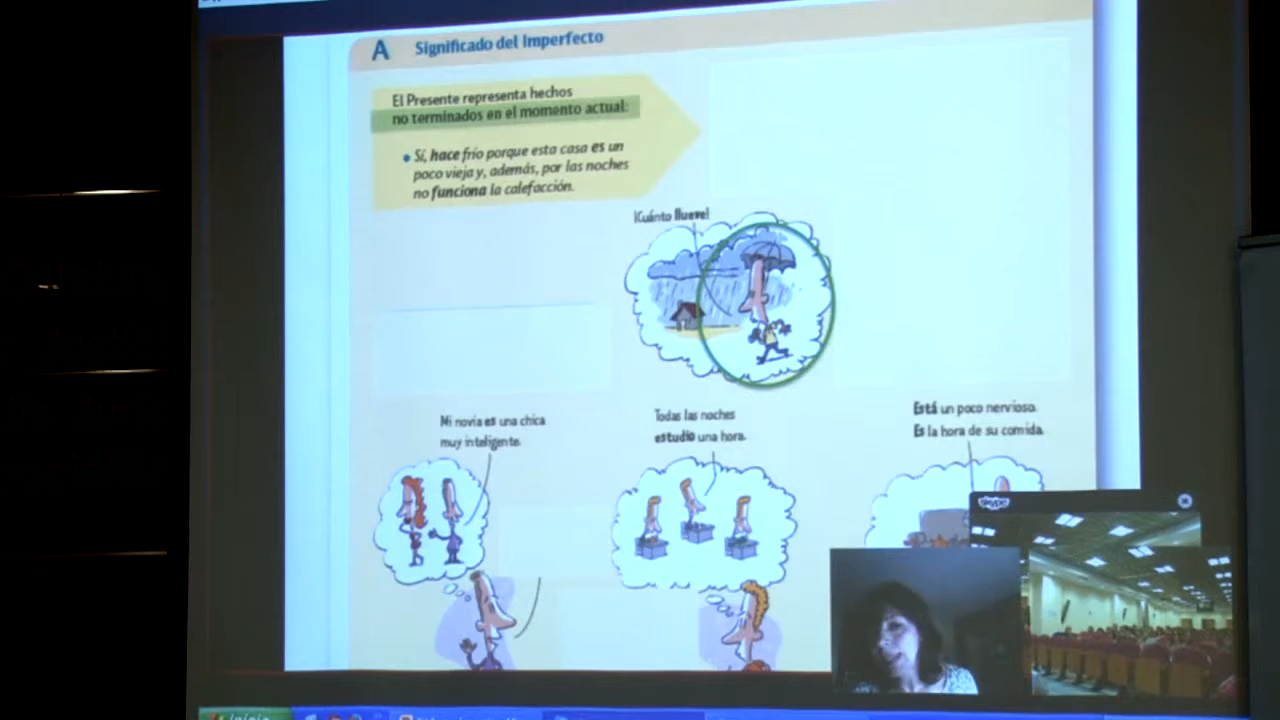 A Significado del Imperfecto
El Presente representa hechos
no terminados en el momento actual:
• Sí, hace frío porque esta casa es un
poco vieja y, además, por las noches
no funciona la calefacción.
¡Cuánto llueve!
Mi novia es una chica
muy inteligente.
Todas las noches
estudio una hora.
Está un poco nervioso.
Es la hora de su comida.
skype
Inicio